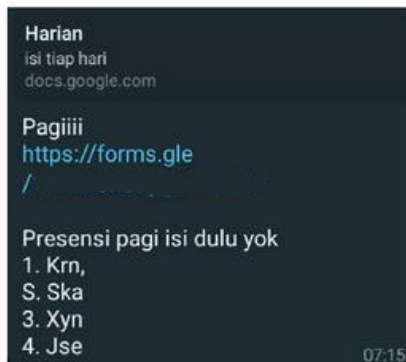 Harian
isi tiap hari
docs.google.com
Pagiiii
https://forms.gle
/
Presensi pagi isi dulu yok
1. Krn,
S. Ska
3. Xyn
4. Jse
07:15